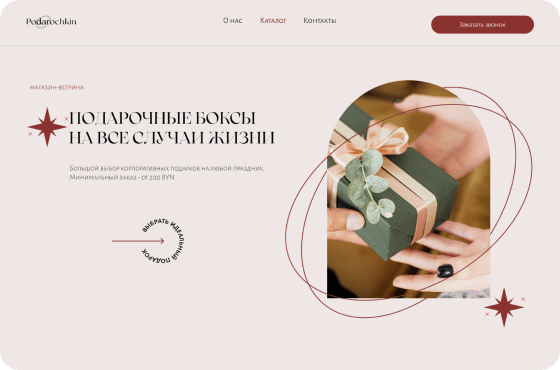 Podarochkin
О нас
Каталог
Контакты
Заказать звонок
МАГАЗИН-ВЕТРИНА
ПОДАРОЧНЫЕ БОКСЫ
НА ВСЕ СЛУЧАИ ЖИЗНИ
Большой выбор корпоративных подарков на любой праздник.
Минимальный заказ - от 200 BYN
ВЫБРАТЬ ИДЕАЛЬНЫЙ ПОДАРОК